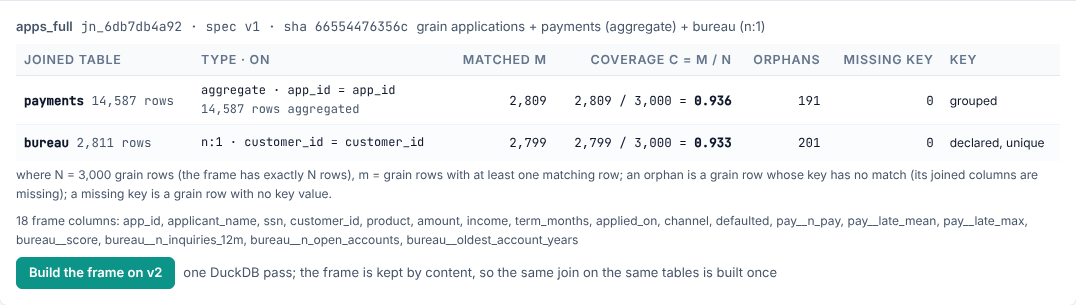 apps_full jn_6db7db4a92 · spec v1 · sha 66554476356c grain applications + payments (aggregate) + bureau (n:1)
JOINED TABLE TYPE · ON MATCHED M COVERAGE C = M / N ORPHANS MISSING KEY KEY
payments 14,587 rows aggregate · app_id = app_id 2,809 2,809 / 3,000 = 0.936 191 0 grouped
14,587 rows aggregated
bureau 2,811 rows n:1 · customer_id = customer_id 2,799 2,799 / 3,000 = 0.933 201 0 declared, unique
where N = 3,000 grain rows (the frame has exactly N rows), m = grain rows with at least one matching row; an orphan is a grain row whose key has no match (its joined columns are
missing); a missing key is a grain row with no key value.
18 frame columns: app_id, applicant_name, ssn, customer_id, product, amount, income, term_months, applied_on, channel, defaulted, pay__n_pay, pay__late_mean, pay__late_max,
bureau__score, bureau__n_inquiries_12m, bureau__n_open_accounts, bureau__oldest_account_years
Build the frame on v2 one DuckDB pass; the frame is kept by content, so the same join on the same tables is built once